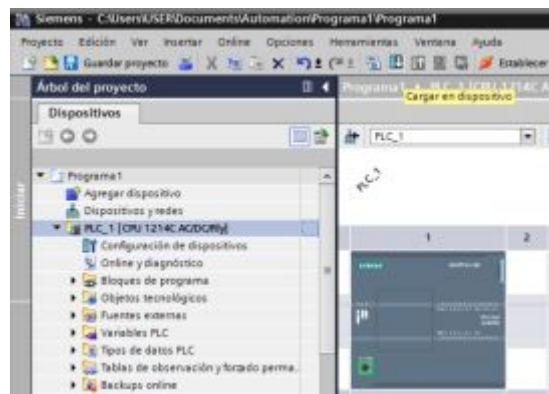 Siemens - C:\Users\USER\Documents\Automation\Programa1\Programa1
Proyecto Edición Ver Insertar Online Opciones Herramientas Ventana Ayuda
Guardar proyecto
Establecer
Árbol del proyecto
Cargar en dispositivo
Dispositivos
PLC_1
Programa1
Agregar dispositivo
Dispositivos y redes
PLC_1 [CPU 1214C AC/DC/Rly]
Configuración de dispositivos
Online y diagnóstico
Bloques de programa
Objetos tecnológicos
Fuentes externas
Variables PLC
Tipos de datos PLC
Tablas de observación y forzado perma..
Backups online
Iniciar
PLC_1
1 2